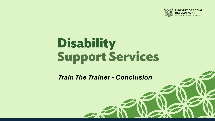 Disability
Support Services
Train The Trainer - Conclusion